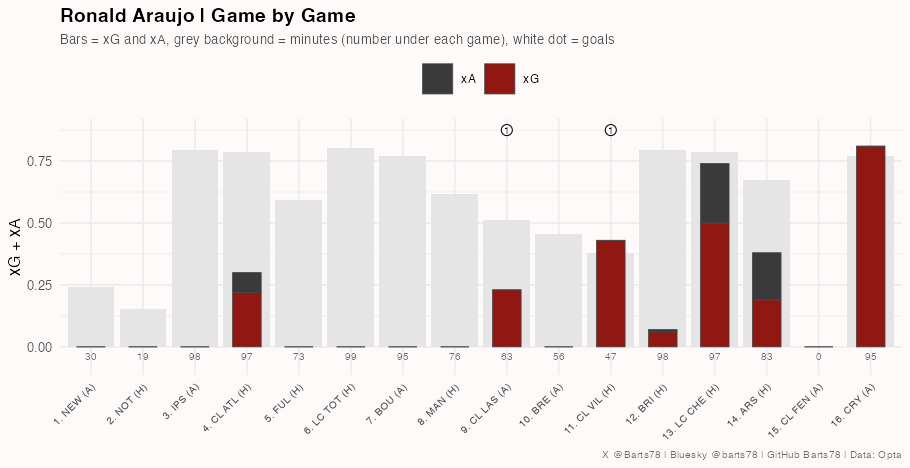 Ronald Araujo | Game by Game
Bars = xG and xA, grey background = minutes (number under each game), white dot = goals
xA xG
1 1
xG + xA
0.75
0.50
0.25
0.00
30 19 98 97 73 99 95 76 63 56 47 98 97 83 0 95
1. NEW (A)
2. NOT (H)
3. IPS (A)
4. CL ATL (H)
5. FUL (H)
6. LC TOT (H)
7. BOU (A)
8. MAN (H)
9. CL LAS (A)
10. BRE (A)
11. CL VIL (H)
12. BRI (H)
13. LC CHE (H)
14. ARS (H)
15. CL FEN (A)
16. CRY (A)
X @Barts78 | Bluesky @barts78 | GitHub Barts78 | Data: Opta